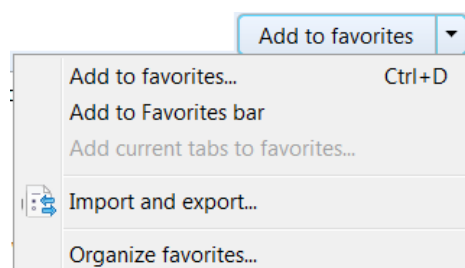 Add to favorites
Add to favorites... Ctrl+D
Add to Favorites bar
Add current tabs to favorites...
Import and export...
Organize favorites...